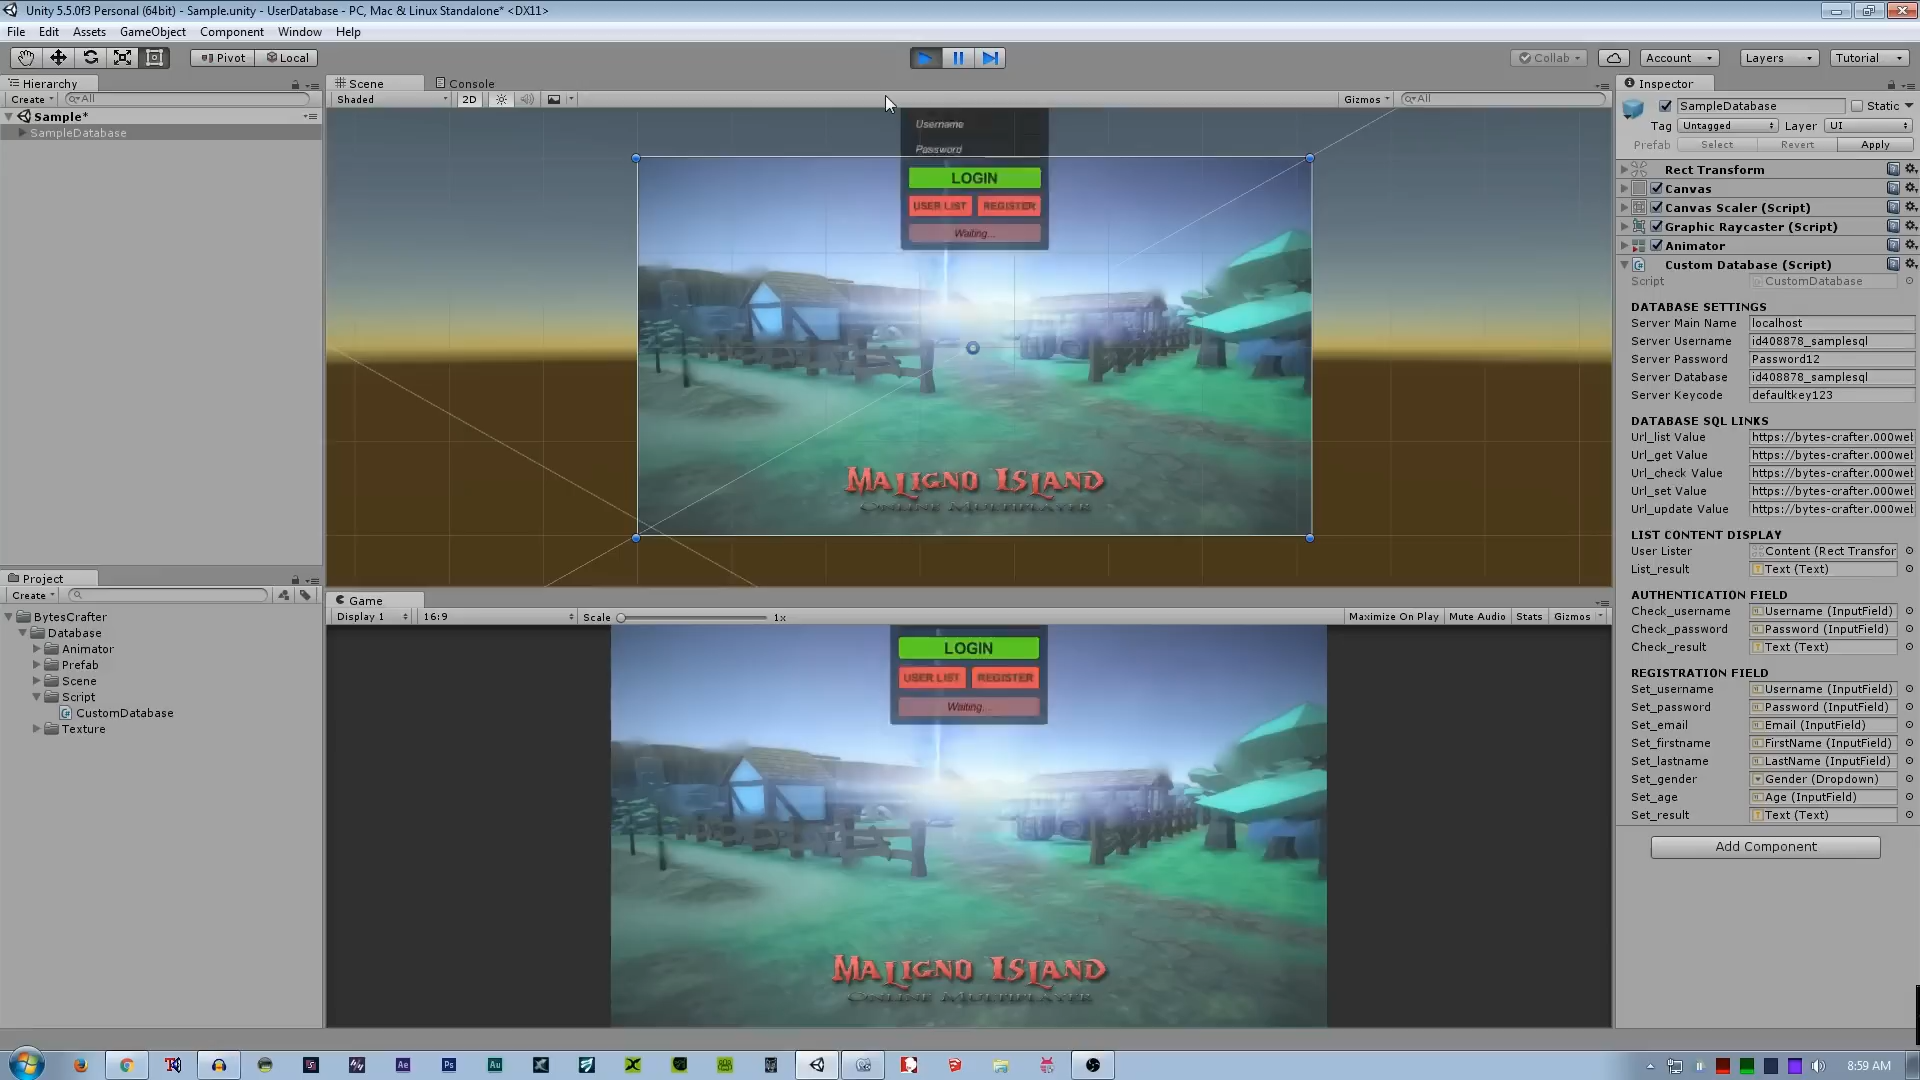 Unity 5.5.0f3 Personal (64bit) - Sample.unity - UserDatabase - PC, Mac & Linux Standalone* <DX11>
File Edit Assets GameObject Component Window Help
Pivot Local Collab Account Layers Tutorial
Hierarchy
Create All
Sample*
SampleDatabase
Scene Console
Shaded 2D Gizmos All
Username
Password
LOGIN
USER LIST REGISTER
Waiting...
MALIGNO ISLAND
ONLINE MULTIPLAYER
Project
Create
BytesCrafter
Database
Animator
Prefab
Scene
Script
CustomDatabase
Texture
Game
Display 1 16:9 Scale 1x Maximize On Play Mute Audio Stats Gizmos
LOGIN
USER LIST REGISTER
Waiting...
MALIGNO ISLAND
ONLINE MULTIPLAYER
Inspector
SampleDatabase Static
Tag Untagged Layer UI
Prefab Select Revert Apply
Rect Transform
Canvas
Canvas Scaler (Script)
Graphic Raycaster (Script)
Animator
Custom Database (Script)
Script CustomDatabase
DATABASE SETTINGS
Server Main Name localhost
Server Username id408878_samplesql
Server Password Password12
Server Database id408878_samplesql
Server Keycode defaultkey123
DATABASE SQL LINKS
Url_list Value https://bytes-crafter.000wel
Url_get Value https://bytes-crafter.000wel
Url_check Value https://bytes-crafter.000wel
Url_set Value https://bytes-crafter.000wel
Url_update Value https://bytes-crafter.000wel
LIST CONTENT DISPLAY
User Lister Content (Rect Transfor
List_result Text (Text)
AUTHENTICATION FIELD
Check_username Username (InputField)
Check_password Password (InputField)
Check_result Text (Text)
REGISTRATION FIELD
Set_username Username (InputField)
Set_password Password (InputField)
Set_email Email (InputField)
Set_firstname FirstName (InputField)
Set_lastname LastName (InputField)
Set_gender Gender (Dropdown)
Set_age Age (InputField)
Set_result Text (Text)
Add Component
Ae Ps Au
8:59 AM